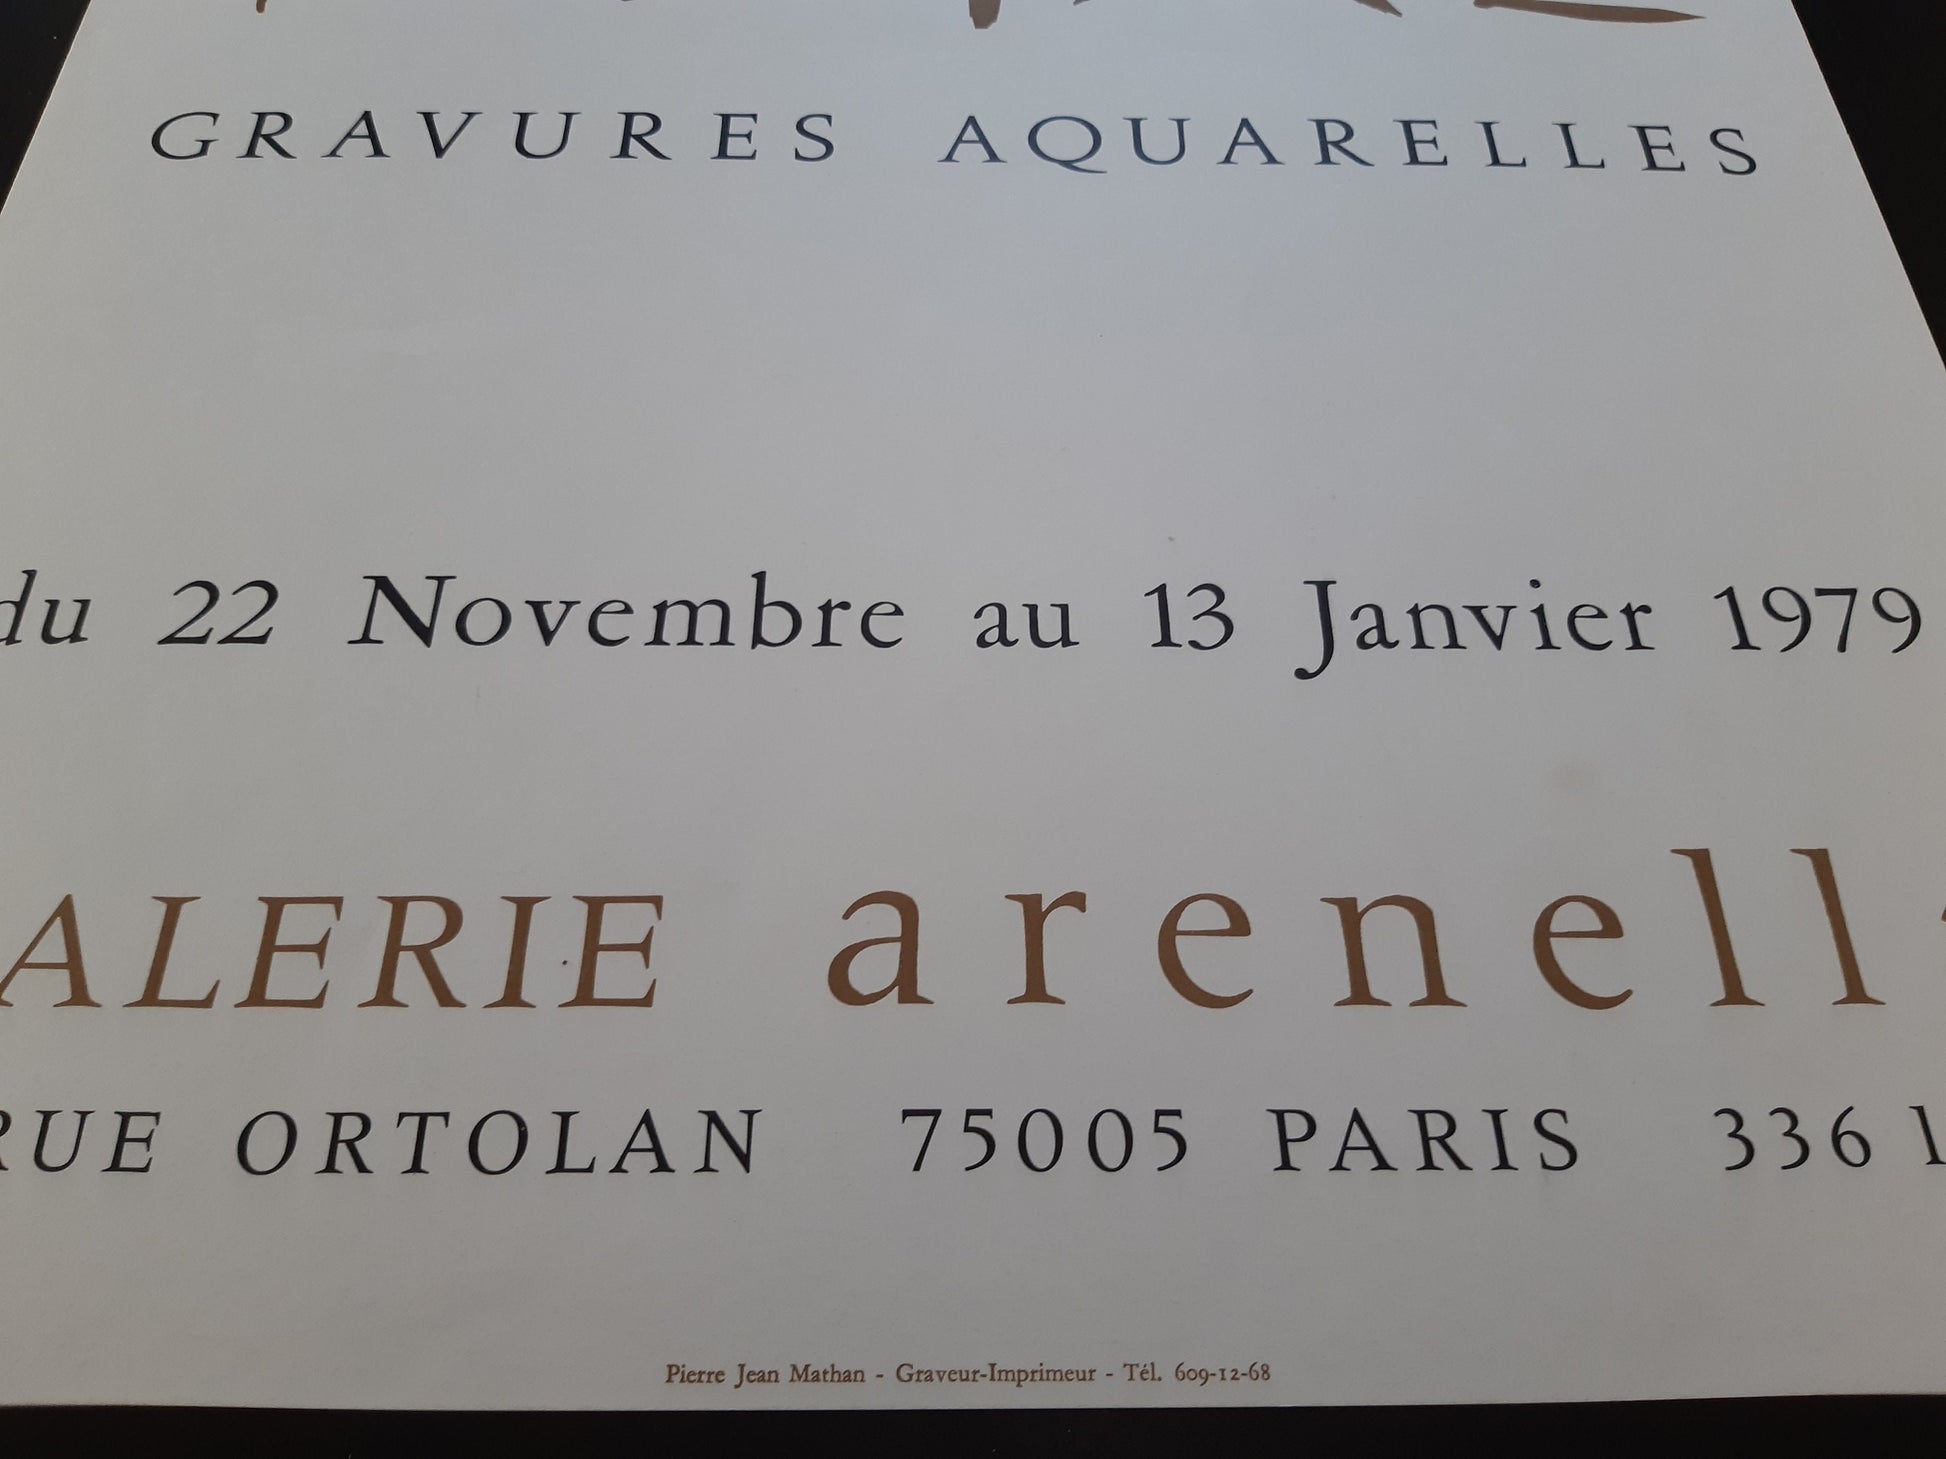 GRAVURES AQUARELLES
du 22 Novembre au 13 Janvier 1979
ALERIE arenell
RUE ORTOLAN 75005 PARIS 336 1
Pierre Jean Mathan - Graveur-Imprimeur - Tél. 609-12-68